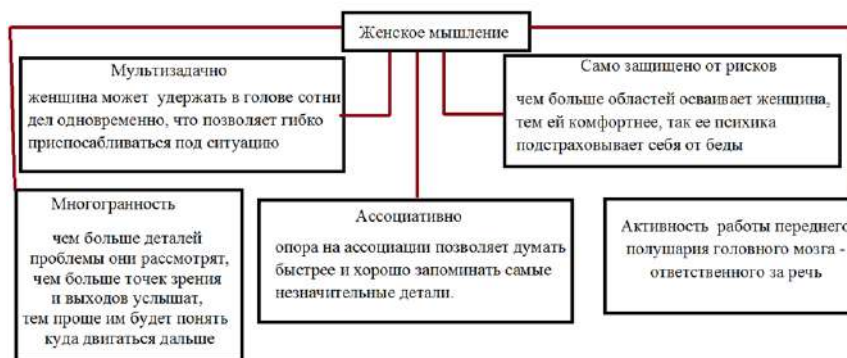 Женское мышление
Мультизадачно
женщина может удержать в голове сотни
дел одновременно, что позволяет гибко
приспосабливаться под ситуацию
Само защищено от рисков
чем больше областей осваивает женщина,
тем ей комфортнее, так ее психика
подстраховывает себя от беды
Многогранность
чем больше деталей
проблемы они рассмотрят,
чем больше точек зрения
и выходов услышат,
тем проще им будет понять
куда двигаться дальше
Ассоциативно
опора на ассоциации позволяет думать
быстрее и хорошо запоминать самые
незначительные детали.
Активность работы переднего
полушария головного мозга -
ответственного за речь